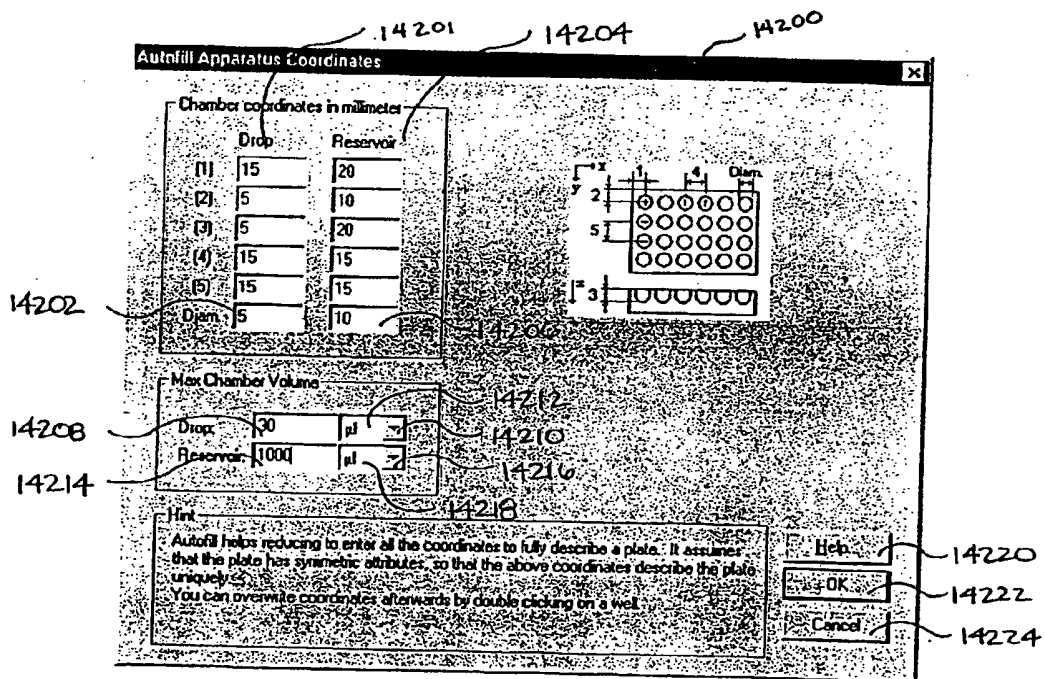 14201 14204 14200
Autofill Apparatus Coordinates
Chamber coordinates in millimeter
Drop Reservoir
(1) 15 20
(2) 5 10
(3) 5 20
(4) 15 15
(5) 15 15
Diam. 5 10
14202
14206
x
y
1 4 Diam.
2
5
z
3
Max Chamber Volume
Drop: 30 µl
Reservoir: 1000 µl
14208
14214
14212
14210
14216
14218
Hint
Autofill helps reducing to enter all the coordinates to fully describe a plate. It assumes
that the plate has symmetric attributes, so that the above coordinates describe the plate
uniquely.
You can overwrite coordinates afterwards by double clicking on a well.
Help 14220
OK 14222
Cancel 14224